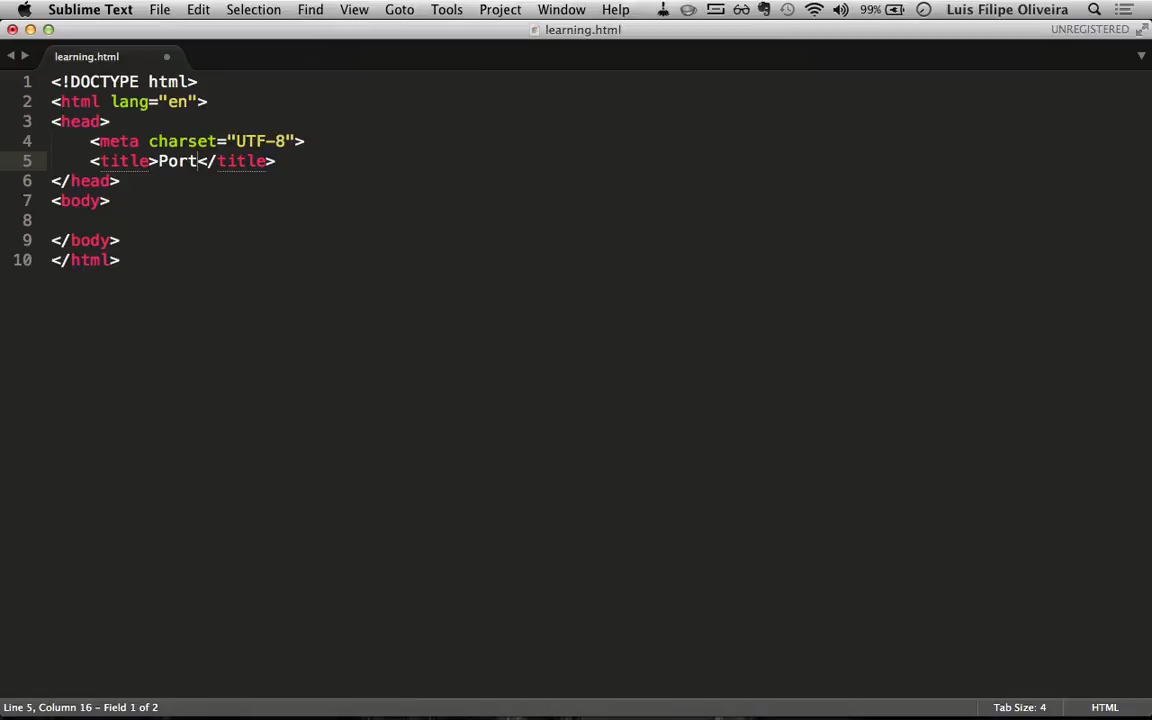 Sublime Text File Edit Selection Find View Goto Tools Project Window Help 99% Luis Filipe Oliveira
learning.html UNREGISTERED
learning.html
1 <!DOCTYPE html>
2 <html lang="en">
3 <head>
4 <meta charset="UTF-8">
5 <title>Port</title>
6 </head>
7 <body>
8
9 </body>
10 </html>
Line 5, Column 16 – Field 1 of 2 Tab Size: 4 HTML